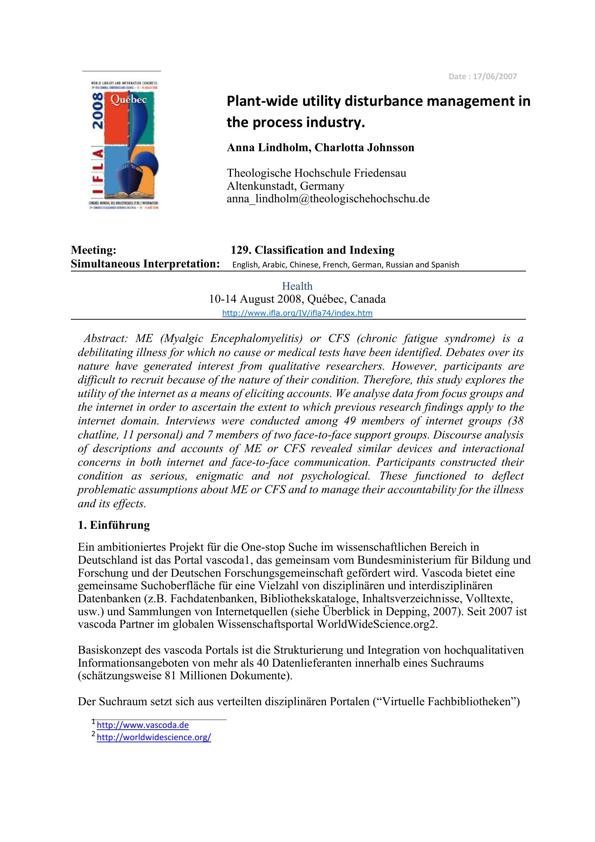 Date : 17/06/2007
WORLD LIBRARY AND INFORMATION CONGRESS:
IFLA 2008
Québec
Plant-wide utility disturbance management in
the process industry.
Anna Lindholm, Charlotta Johnsson
Theologische Hochschule Friedensau
Altenkunstadt, Germany
anna_lindholm@theologischehochschu.de
Meeting: 129. Classification and Indexing
Simultaneous Interpretation: English, Arabic, Chinese, French, German, Russian and Spanish
Health
10-14 August 2008, Québec, Canada
http://www.ifla.org/IV/ifla74/index.htm
Abstract: ME (Myalgic Encephalomyelitis) or CFS (chronic fatigue syndrome) is a
debilitating illness for which no cause or medical tests have been identified. Debates over its
nature have generated interest from qualitative researchers. However, participants are
difficult to recruit because of the nature of their condition. Therefore, this study explores the
utility of the internet as a means of eliciting accounts. We analyse data from focus groups and
the internet in order to ascertain the extent to which previous research findings apply to the
internet domain. Interviews were conducted among 49 members of internet groups (38
chatline, 11 personal) and 7 members of two face-to-face support groups. Discourse analysis
of descriptions and accounts of ME or CFS revealed similar devices and interactional
concerns in both internet and face-to-face communication. Participants constructed their
condition as serious, enigmatic and not psychological. These functioned to deflect
problematic assumptions about ME or CFS and to manage their accountability for the illness
and its effects.
1. Einführung
Ein ambitioniertes Projekt für die One-stop Suche im wissenschaftlichen Bereich in
Deutschland ist das Portal vascoda1, das gemeinsam vom Bundesministerium für Bildung und
Forschung und der Deutschen Forschungsgemeinschaft gefördert wird. Vascoda bietet eine
gemeinsame Suchoberfläche für eine Vielzahl von disziplinären und interdisziplinären
Datenbanken (z.B. Fachdatenbanken, Bibliothekskataloge, Inhaltsverzeichnisse, Volltexte,
usw.) und Sammlungen von Internetquellen (siehe Überblick in Depping, 2007). Seit 2007 ist
vascoda Partner im globalen Wissenschaftsportal WorldWideScience.org2.
Basiskonzept des vascoda Portals ist die Strukturierung und Integration von hochqualitativen
Informationsangeboten von mehr als 40 Datenlieferanten innerhalb eines Suchraums
(schätzungsweise 81 Millionen Dokumente).
Der Suchraum setzt sich aus verteilten disziplinären Portalen (“Virtuelle Fachbibliotheken”)
1 http://www.vascoda.de
2 http://worldwidescience.org/